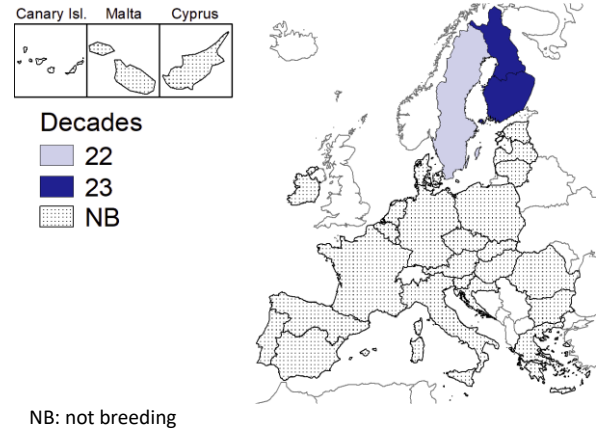 Canary Isl. Malta Cyprus
Decades
22
23
NB
NB: not breeding